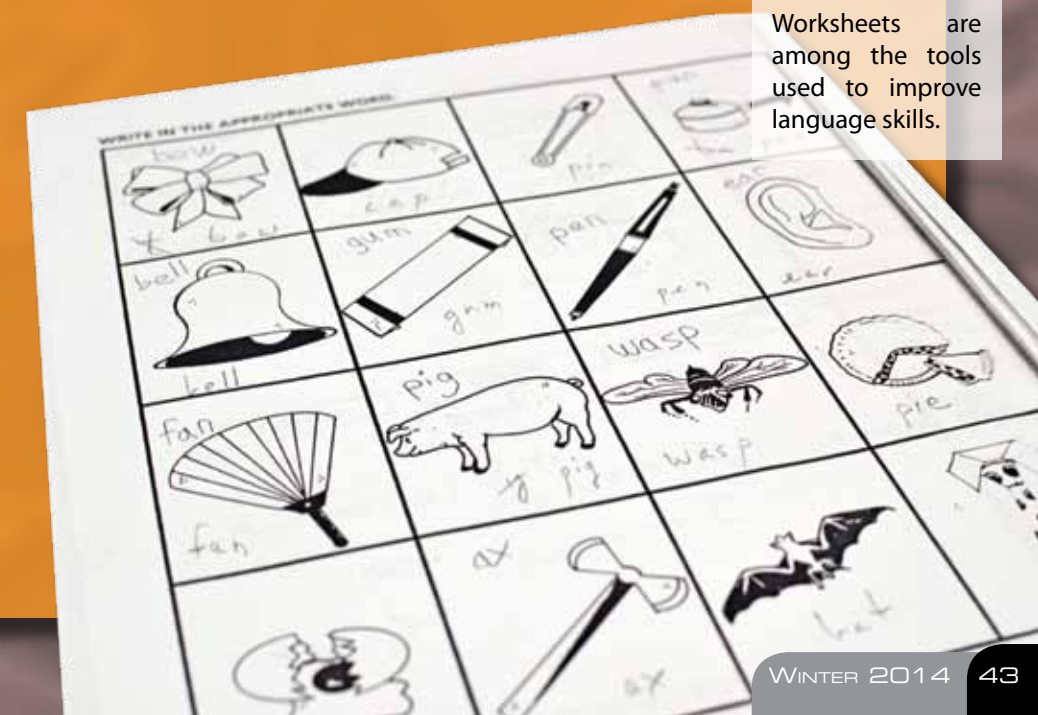 Worksheets are
among the tools
used to improve
language skills.
WRITE IN THE APPROPRIATE WORD.
bow
bow
cap
pin
pan
bell
bell
gum
gum
pen
pen
ear
ear
fan
fan
pig
pig
wasp
wasp
pie
ax
ax
bat
WINTER 2014 43